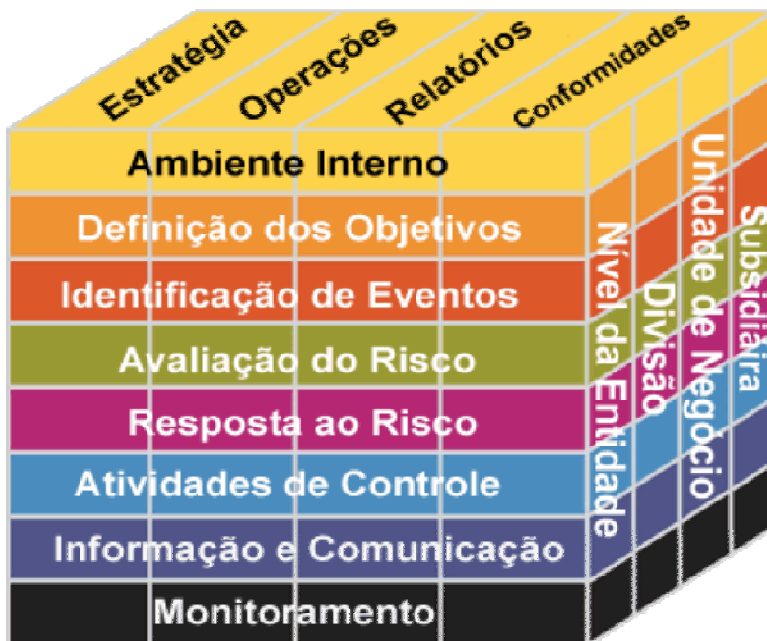 Estratégia
Operações
Relatórios
Conformidades
Ambiente Interno
Definição dos Objetivos
Identificação de Eventos
Avaliação do Risco
Resposta ao Risco
Atividades de Controle
Informação e Comunicação
Monitoramento
Nível da Entidade
Divisão
Unidade de Negócio
Subsidiáira